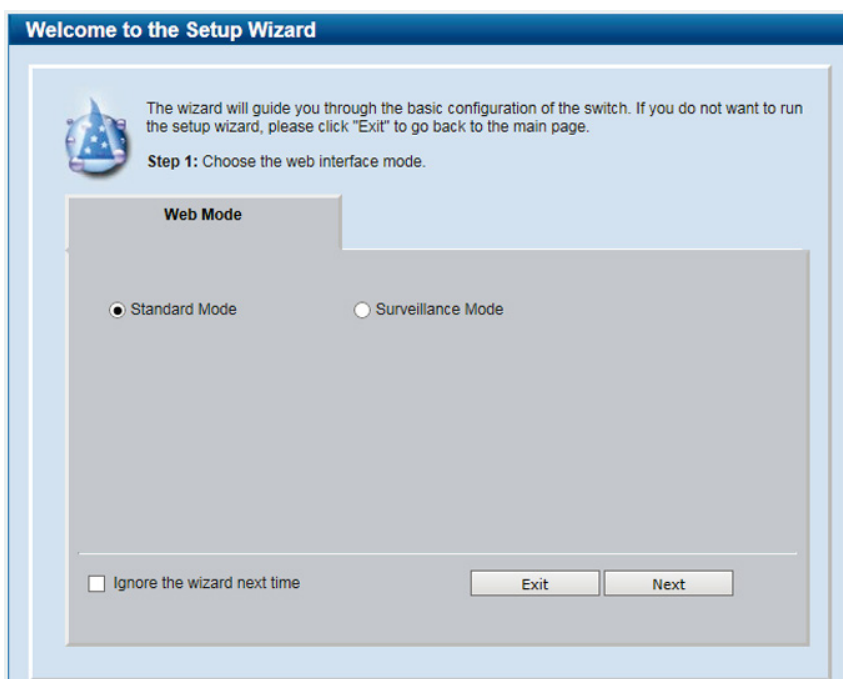 Welcome to the Setup Wizard
The wizard will guide you through the basic configuration of the switch. If you do not want to run
the setup wizard, please click "Exit" to go back to the main page.
Step 1: Choose the web interface mode.
Web Mode
Standard Mode
Surveillance Mode
Ignore the wizard next time
Exit
Next